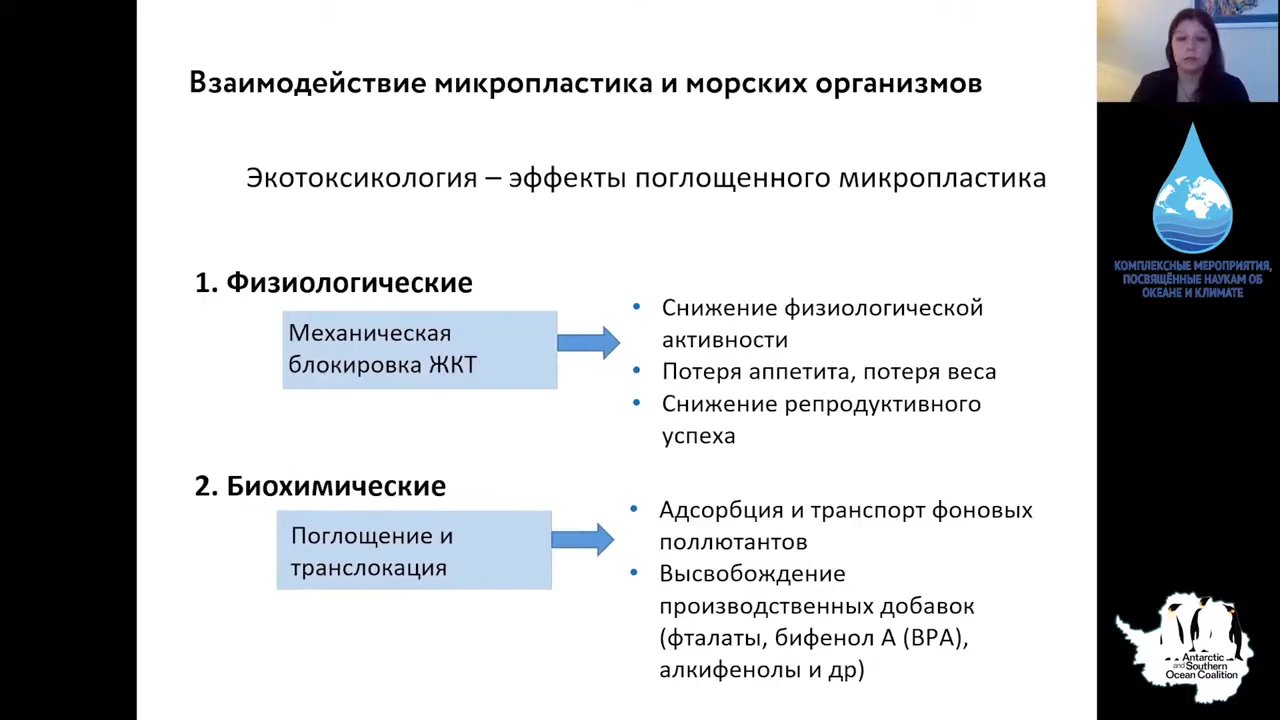 Взаимодействие микропластика и морских организмов
Экотоксикология – эффекты поглощенного микропластика
1. Физиологические
Механическая
блокировка ЖКТ
• Снижение физиологической
активности
• Потеря аппетита, потеря веса
• Снижение репродуктивного
успеха
2. Биохимические
Поглощение и
транслокация
• Адсорбция и транспорт фоновых
поллютантов
• Высвобождение
производственных добавок
(фталаты, бифенол А (BPA),
алкифенолы и др)
КОМПЛЕКСНЫЕ МЕРОПРИЯТИЯ,
ПОСВЯЩЁННЫЕ НАУКАМ ОБ
ОКЕАНЕ И КЛИМАТЕ
Antarctic
and Southern
Ocean Coalition